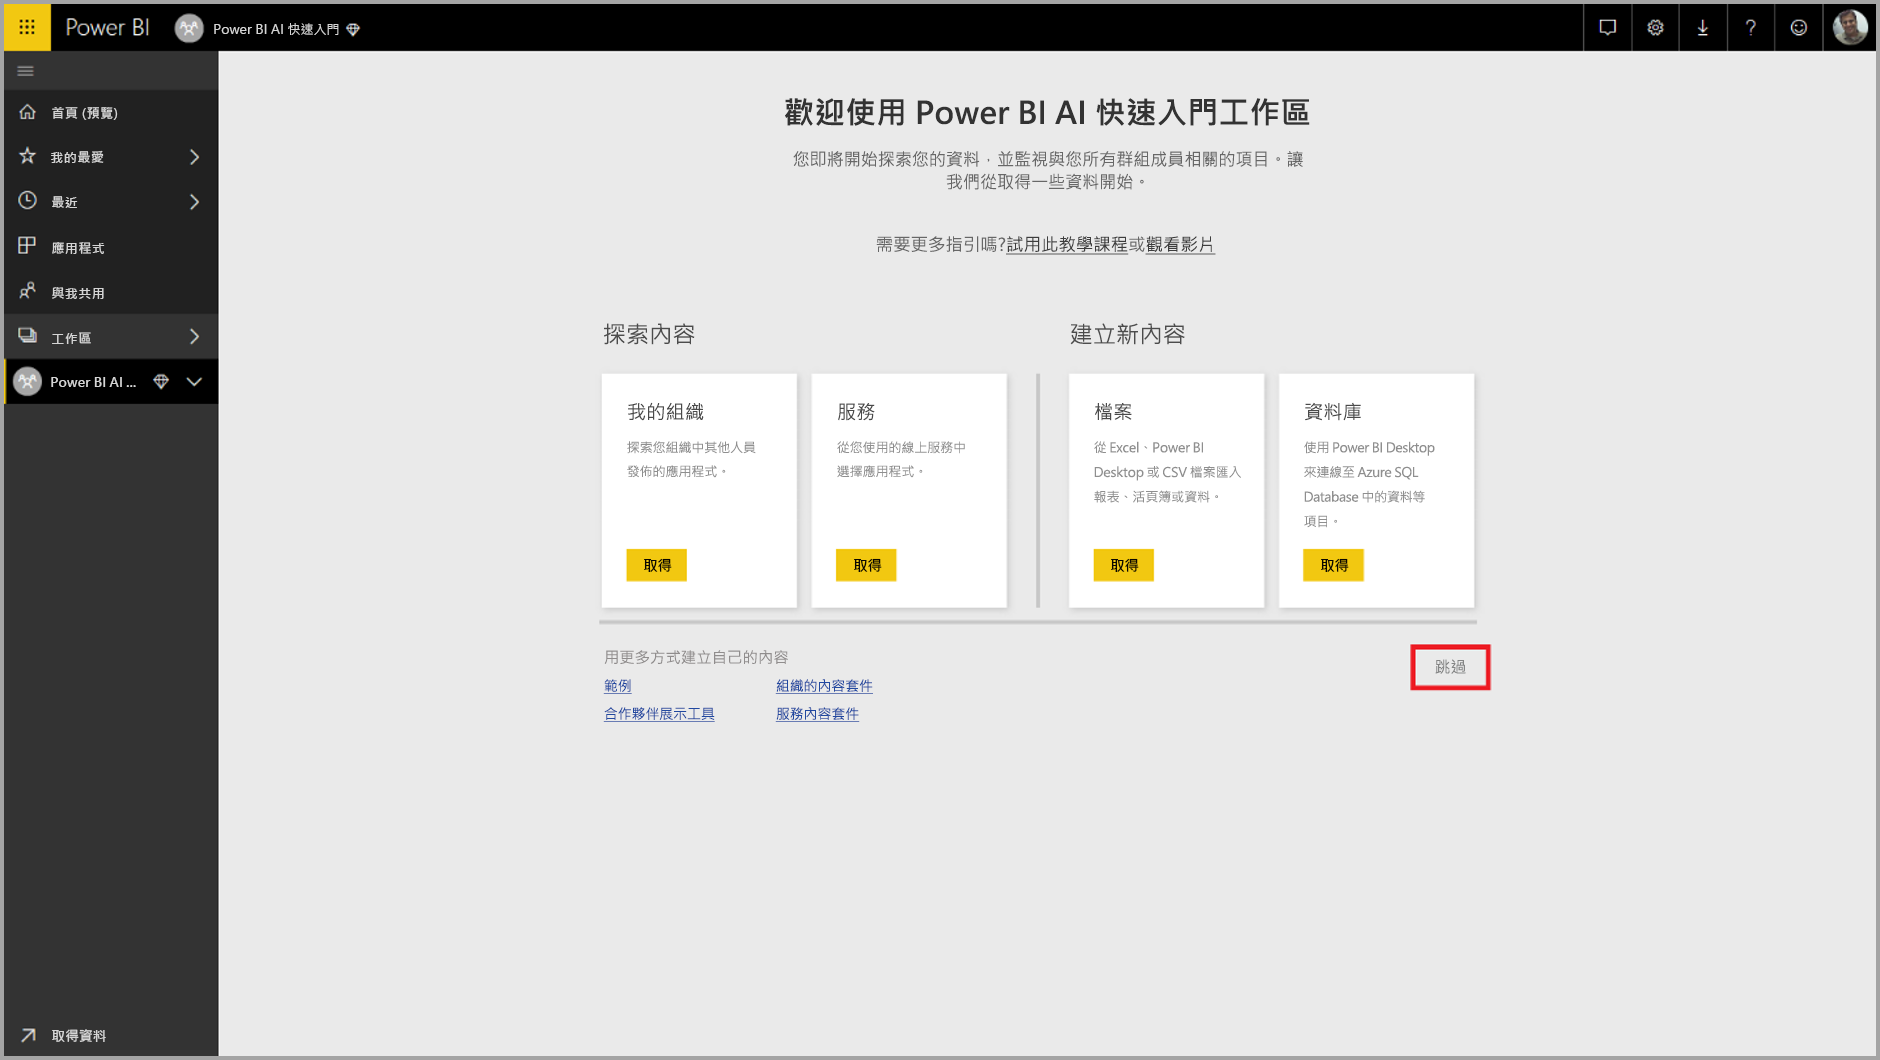 Power BI
Power BI AI 快速入門
首頁 (預覽)
我的最愛
最近
應用程式
與我共用
工作區
Power BI AI ...
取得資料
歡迎使用 Power BI AI 快速入門工作區
您即將開始探索您的資料，並監視與您所有群組成員相關的項目。讓
我們從取得一些資料開始。
需要更多指引嗎?試用此教學課程或觀看影片
探索內容
我的組織
探索您組織中其他人員
發佈的應用程式。
取得
服務
從您使用的線上服務中
選擇應用程式。
取得
建立新內容
檔案
從 Excel、Power BI
Desktop 或 CSV 檔案匯入
報表、活頁簿或資料。
取得
資料庫
使用 Power BI Desktop
來連線至 Azure SQL
Database 中的資料等
項目。
取得
用更多方式建立自己的內容
範例
組織的內容套件
合作夥伴展示工具
服務內容套件
跳過